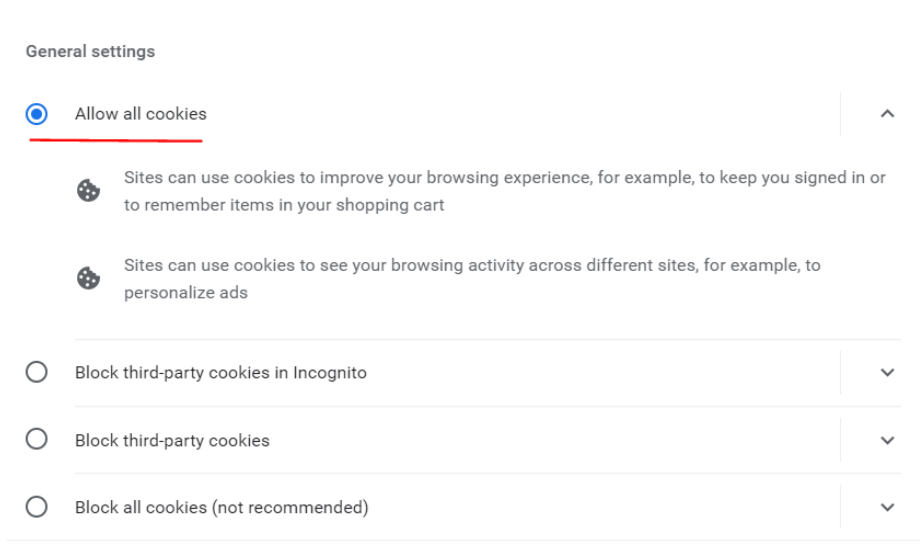 General settings
Allow all cookies
Sites can use cookies to improve your browsing experience, for example, to keep you signed in or
to remember items in your shopping cart
Sites can use cookies to see your browsing activity across different sites, for example, to
personalize ads
Block third-party cookies in Incognito
Block third-party cookies
Block all cookies (not recommended)